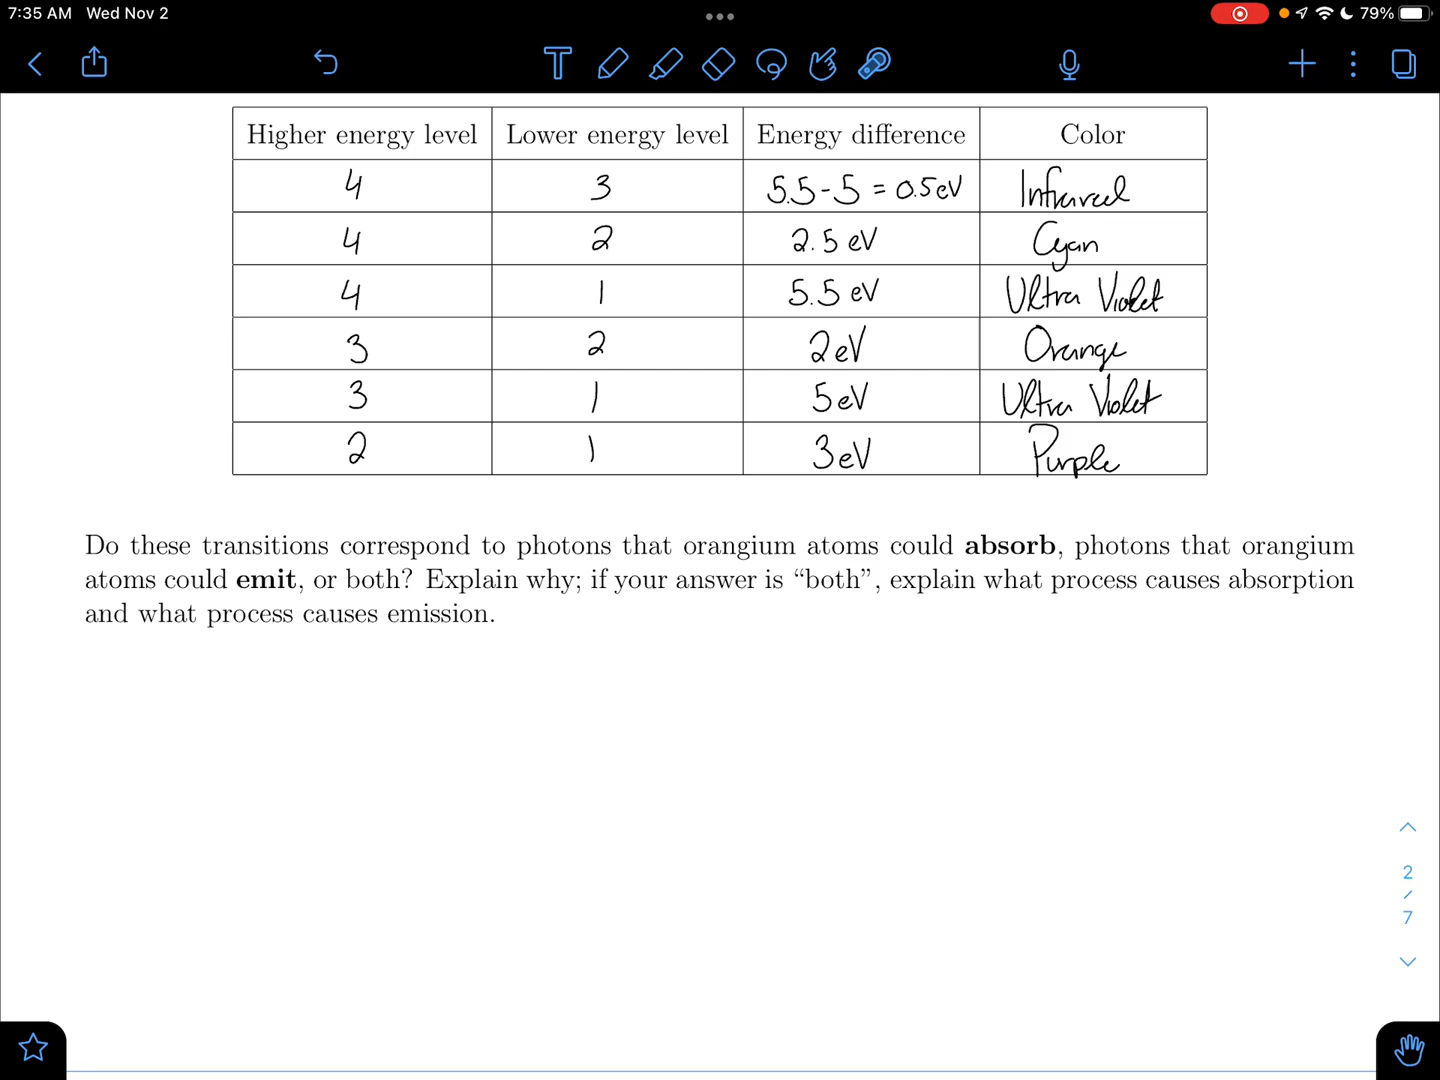 7:35 AM Wed Nov 2 79%
T
Higher energy level Lower energy level Energy difference Color
4 3 5.5-5 = 0.5eV Infrared
4 2 2.5 eV Cyan
4 1 5.5 eV Ultra Violet
3 2 2eV Orange
3 1 5eV Ultra Violet
2 1 3eV Purple
Do these transitions correspond to photons that orangium atoms could absorb, photons that orangium
atoms could emit, or both? Explain why; if your answer is “both”, explain what process causes absorption
and what process causes emission.
2
/
7